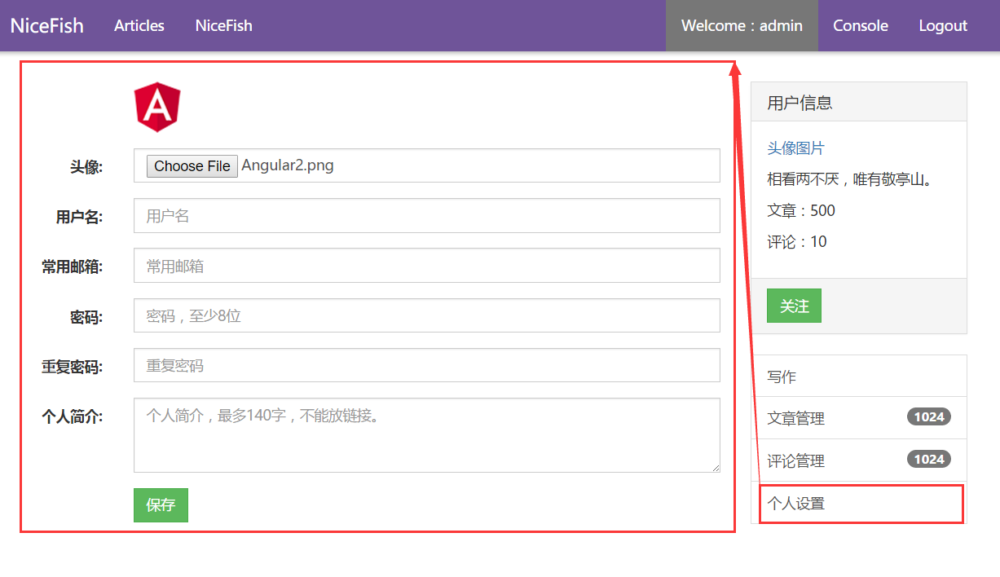 NiceFish Articles NiceFish Welcome : admin Console Logout
A
头像: Choose File Angular2.png
用户名: 用户名
常用邮箱: 常用邮箱
密码: 密码，至少8位
重复密码: 重复密码
个人简介: 个人简介，最多140字，不能放链接。
保存
用户信息
头像图片
相看两不厌，唯有敬亭山。
文章：500
评论：10
关注
写作
文章管理 1024
评论管理 1024
个人设置